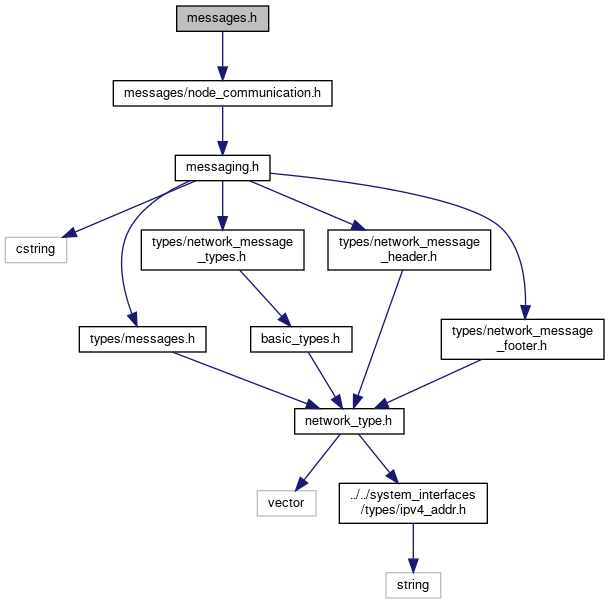 messages.h
messages/node_communication.h
messaging.h
cstring
types/network_message
_types.h
types/network_message
_header.h
types/messages.h
basic_types.h
types/network_message
_footer.h
network_type.h
vector
../../system_interfaces
/types/ipv4_addr.h
string